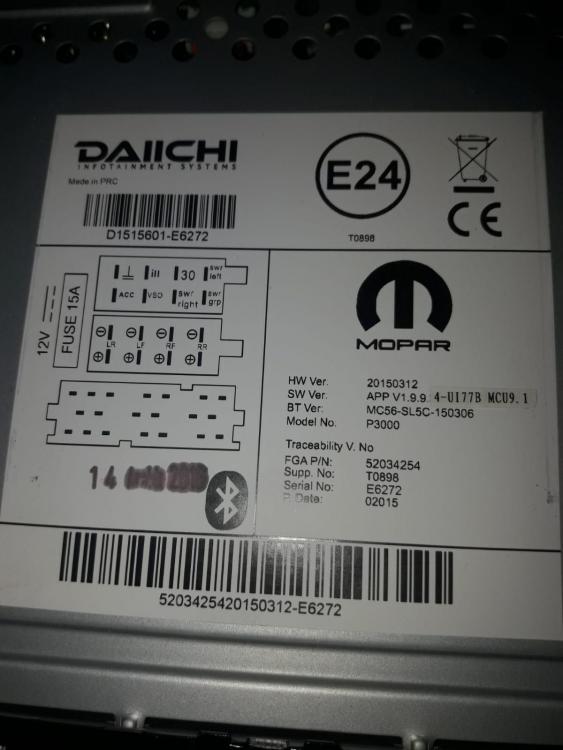 DAIICHI
INFOTAINMENT SYSTEMS
Made in PRC
D1515601-E6272
E24
T0898
CE
12V
FUSE 15A
ill 30 swr left
ACC VSD swr right swr grp
LR LF RF RR
MOPAR
HW Ver: 20150312
SW Ver: APP V1.9.9. 4-U177B MCU9.1
BT Ver: MC56-SL5C-150306
Model No. P3000
Traceability V. No
FGA P/N: 52034254
Supp. No: T0898
Serial No: E6272
P. Date: 02015
14
5203425420150312-E6272